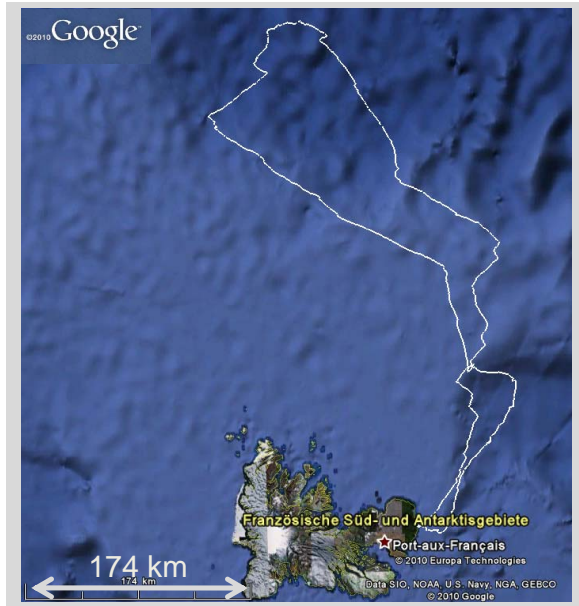 ©2010 Google
Französische Süd- und Antarktisgebiete
Port-aux-Français
© 2010 Europa Technologies
174 km
174 km
Data SIO, NOAA, U.S. Navy, NGA, GEBCO
© 2010 Google